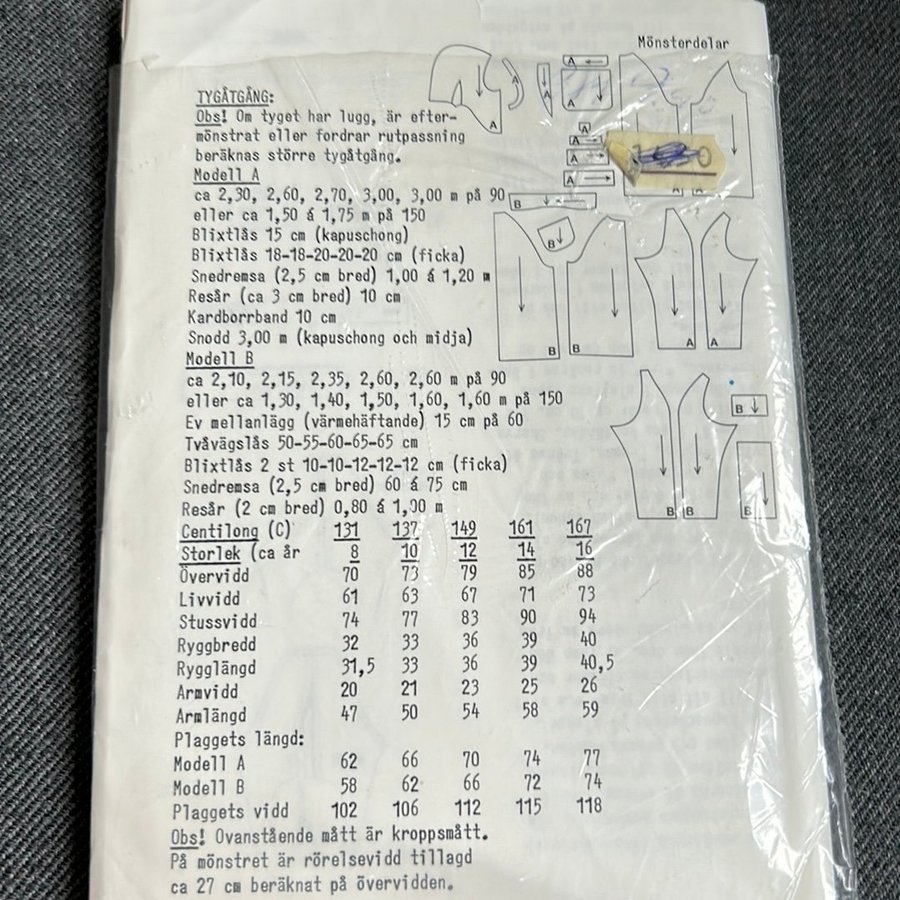 Mönsterdelar
TYGÅTGÅNG:
Obs! Om tyget har lugg, är efter-
mönstrat eller fordrar rutpassning
beräknas större tygåtgång.
Modell A
ca 2,30, 2,60, 2,70, 3,00, 3,00 m på 90
eller ca 1,50 á 1,75 m på 150
Blixtlås 15 cm (kapuschong)
Blixtlås 18-18-20-20-20 cm (ficka)
Snedremsa (2,5 cm bred) 1,00 á 1,20 m
Resår (ca 3 cm bred) 10 cm
Kardborrband 10 cm
Snodd 3,00 m (kapuschong och midja)
Modell B
ca 2,10, 2,15, 2,35, 2,60, 2,60 m på 90
eller ca 1,30, 1,40, 1,50, 1,60, 1,60 m på 150
Ev mellanlägg (värmehäftande) 15 cm på 60
Tvåvägslås 50-55-60-65-65 cm
Blixtlås 2 st 10-10-12-12-12 cm (ficka)
Snedremsa (2,5 cm bred) 60 á 75 cm
Resår (2 cm bred) 0,80 á 1,00 m
Centilong (C) 131 137 149 161 167
Storlek (ca år 8 10 12 14 16
Övervidd 70 73 79 85 88
Livvidd 61 63 67 71 73
Stussvidd 74 77 83 90 94
Ryggbredd 32 33 36 39 40
Rygglängd 31,5 33 36 39 40,5
Armvidd 20 21 23 25 26
Armlängd 47 50 54 58 59
Plaggets längd:
Modell A 62 66 70 74 77
Modell B 58 62 66 72 74
Plaggets vidd 102 106 112 115 118
Obs! Ovanstående mått är kroppsmått.
På mönstret är rörelsevidd tillagd
ca 27 cm beräknat på övervidden.
A A A A A
A
A
A
A
B
A A
B
B B
A A
B
B B
B